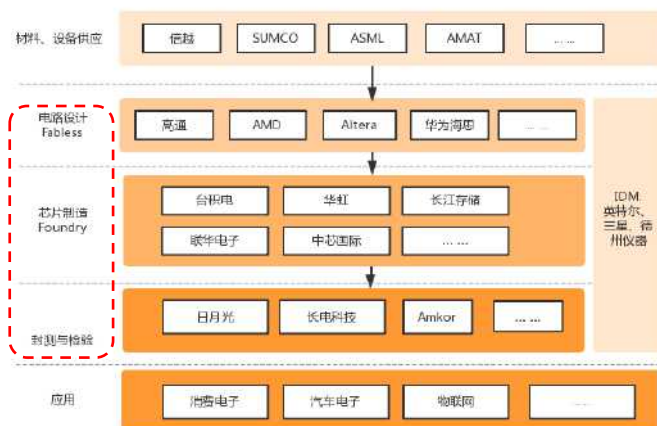 材料、设备供应
信越
SUMCO
ASML
AMAT
... ...
电路设计
Fabless
高通
AMD
Altera
华为海思
... ...
芯片制造
Foundry
台积电
华虹
长江存储
联华电子
中芯国际
... ...
IDM:
英特尔、
三星、德
州仪器
封测与检验
日月光
长电科技
Amkor
... ...
应用
消费电子
汽车电子
物联网
... ...